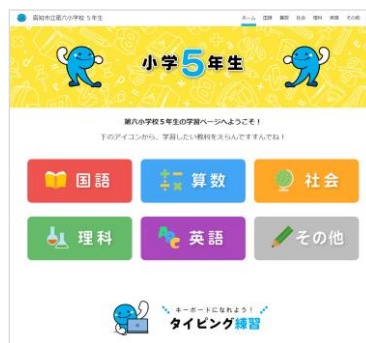 高知市立第六小学校 5年生
ホーム 国語 算数 社会 理科 英語 その他
小学5年生
第六小学校5年生の学習ページへようこそ！
下のアイコンから、学習したい教科をえらんですすんでね！
国語
算数
社会
理科
ABC 英語
その他
キーボードになれよう！
タイピング練習